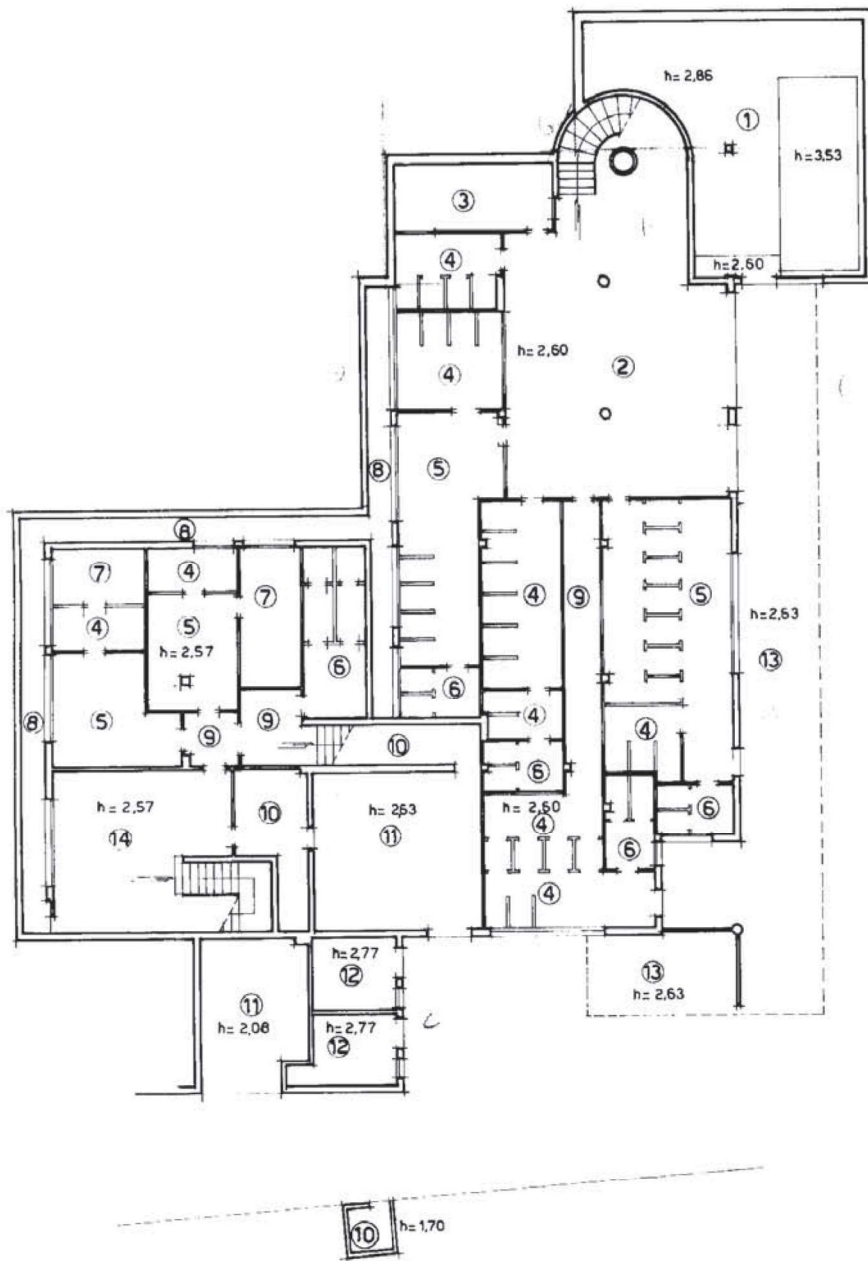 h= 2,86
①
h= 3,53
③
④
h= 2,60
h= 2,60
②
④
⑤
⑧
⑧
⑦
④
⑦
④
⑨
⑤
④
⑤
h= 2,57
h= 2,63
⑥
⑬
⑥
⑤
⑨
④
⑧
⑨
⑩
④
⑥
h= 2,57
⑩
h= 2,63
h= 2,60
⑥
⑭
⑪
④
⑥
④
h= 2,77
⑫
⑬
h= 2,63
⑪
h= 2,08
h= 2,77
⑫
⑩
h= 1,70